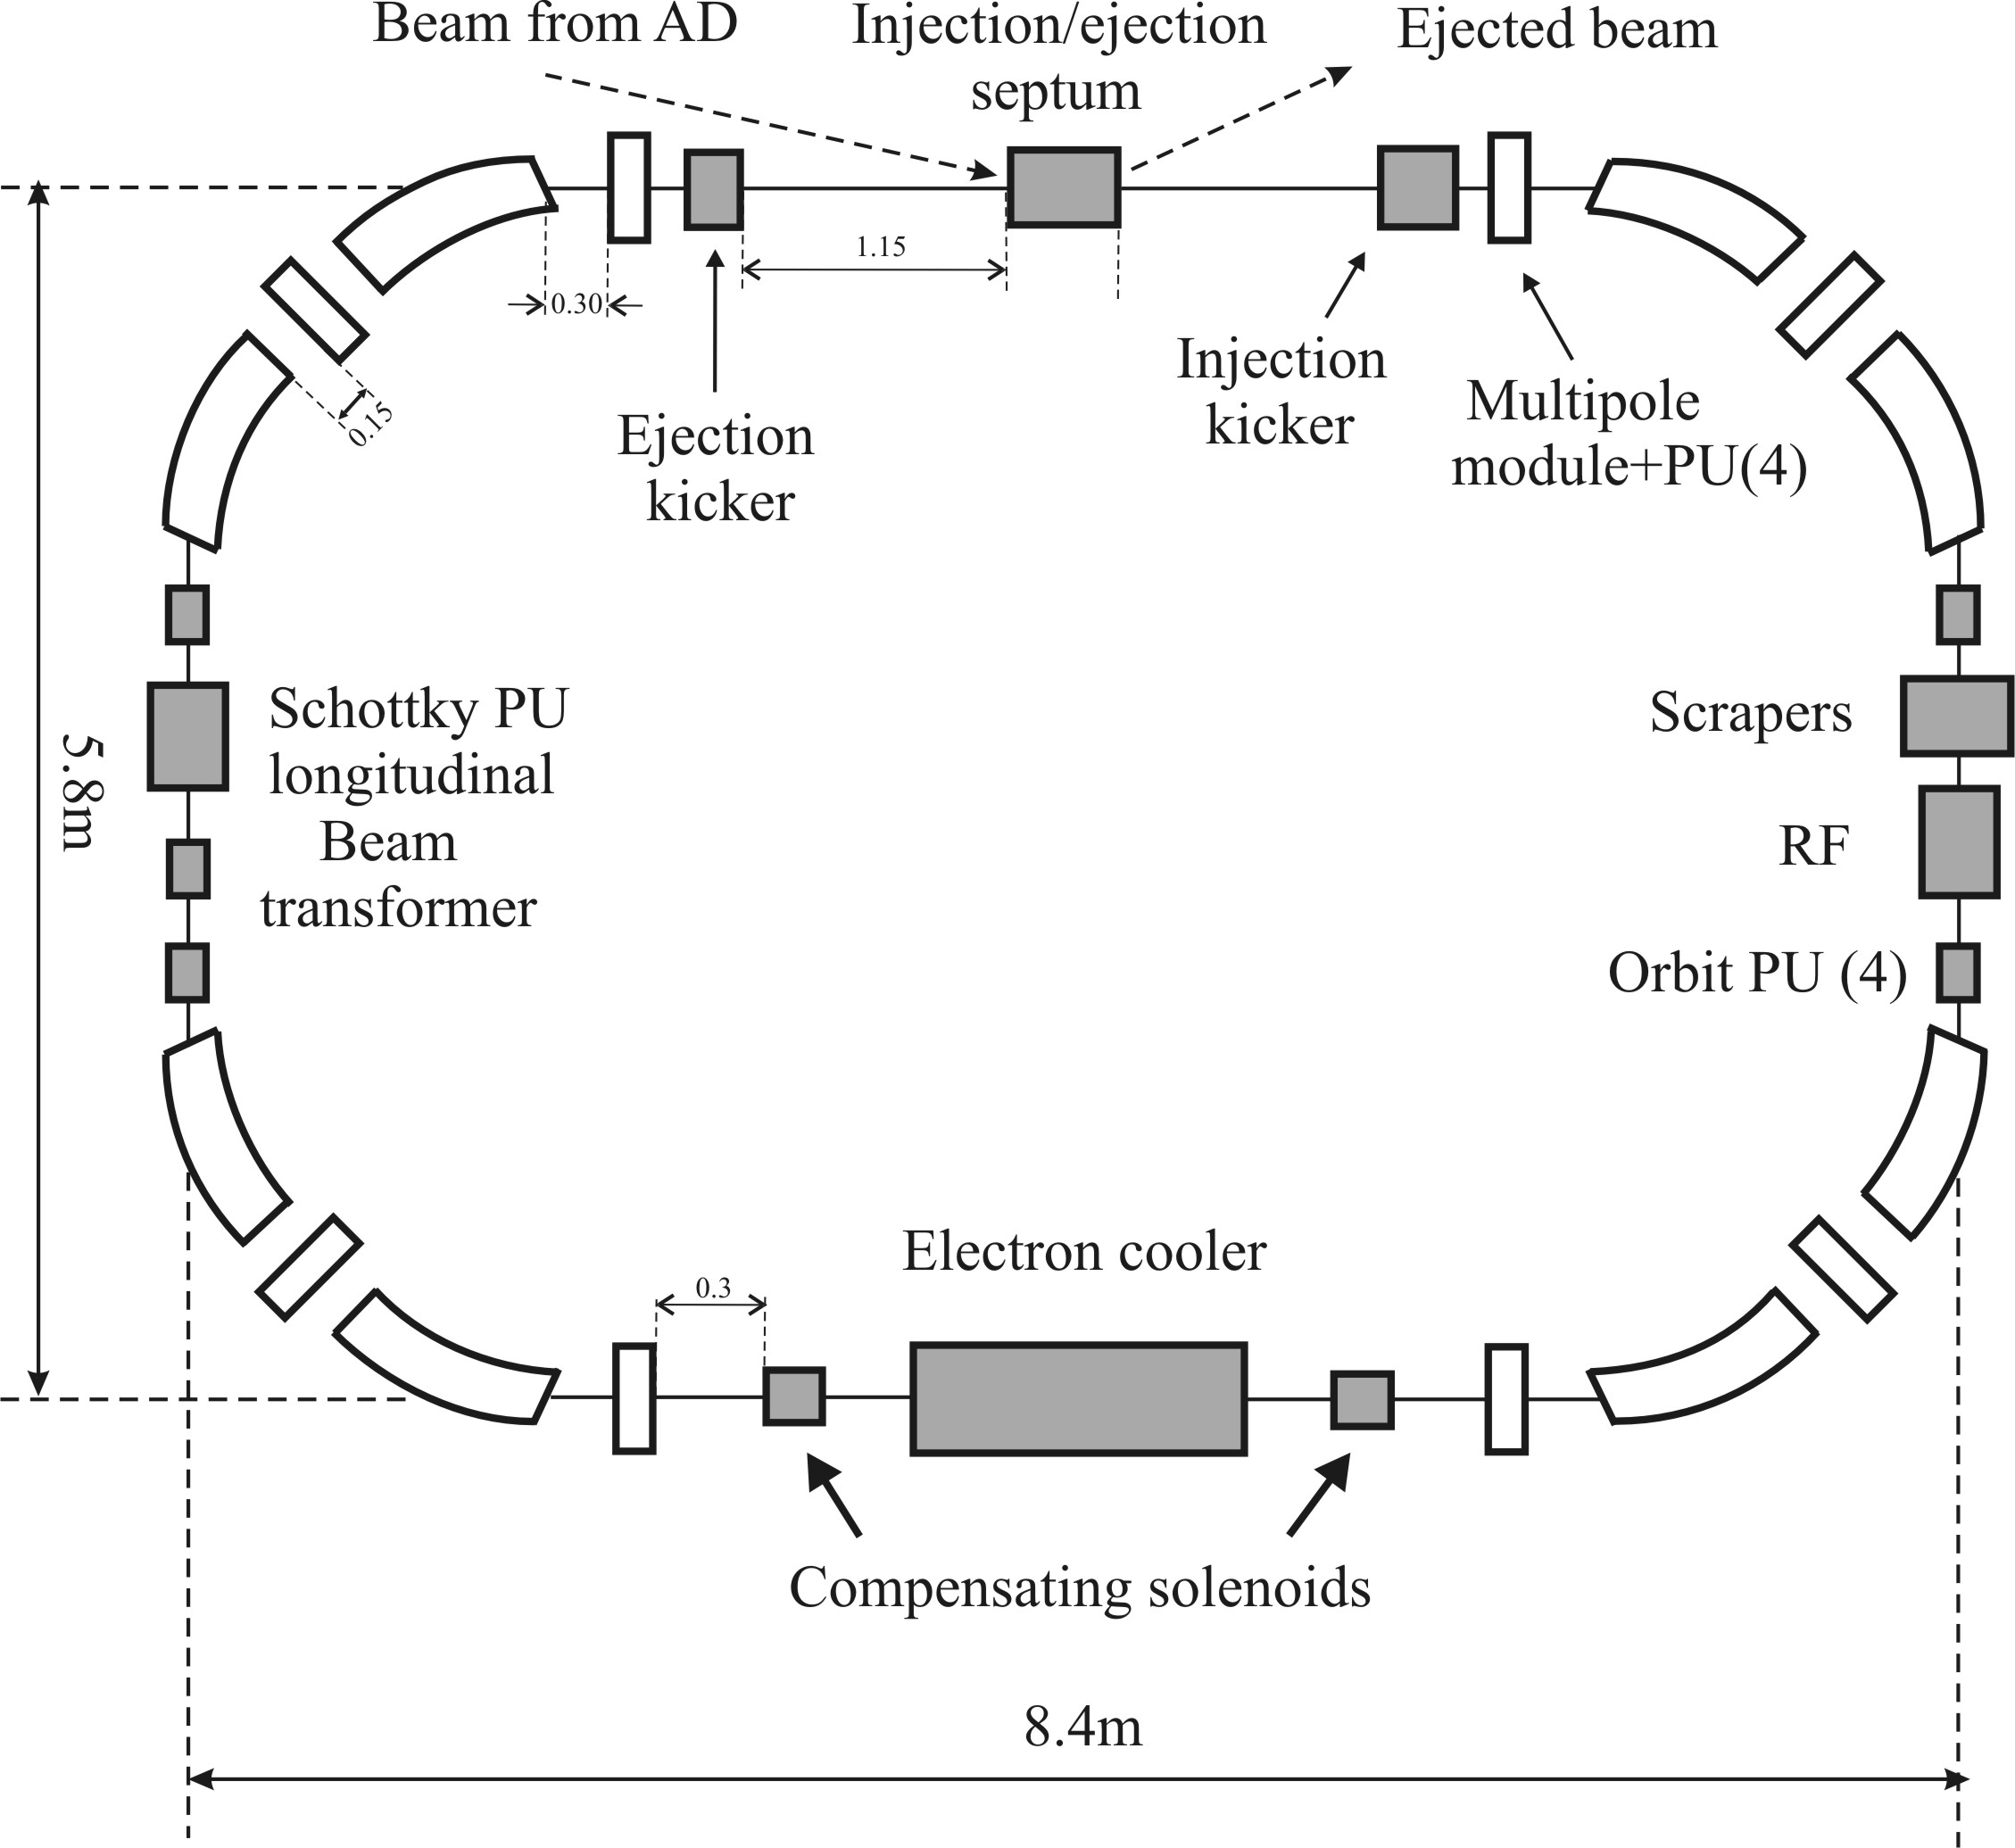 Beam from AD
Injection/ejection
septum
Ejected beam
1.15
0.30
0.15
Ejection
kicker
Injection
kicker
Multipole
module+PU(4)
5.8m
Schottky PU
longitudinal
Beam
transformer
Scrapers
RF
Orbit PU (4)
Electron cooler
0.3
Compensating solenoids
8.4m